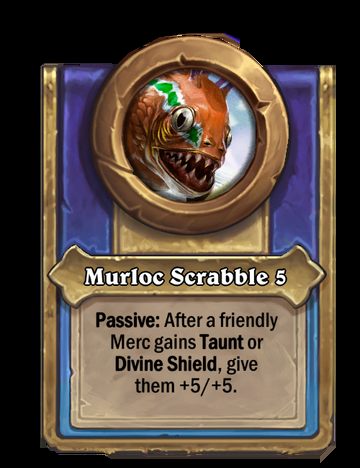 Murloc Scrabble 5
Passive: After a friendly
Merc gains Taunt or
Divine Shield, give
them +5/+5.